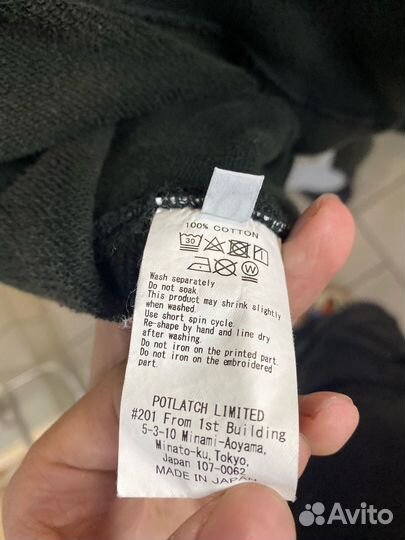 100% COTTON
30
W
Wash separately
Do not soak.
This product may shrink slightly
when washed.
Use short spin cycle.
Re-shape by hand and line dry
after washing.
Do not iron on the printed part.
Do not iron on the embroidered
part.
POTLATCH LIMITED
#201 From 1st Building
5-3-10 Minami-Aoyama,
Minato-ku, Tokyo,
Japan 107-0062
MADE IN JAPAN
Avito